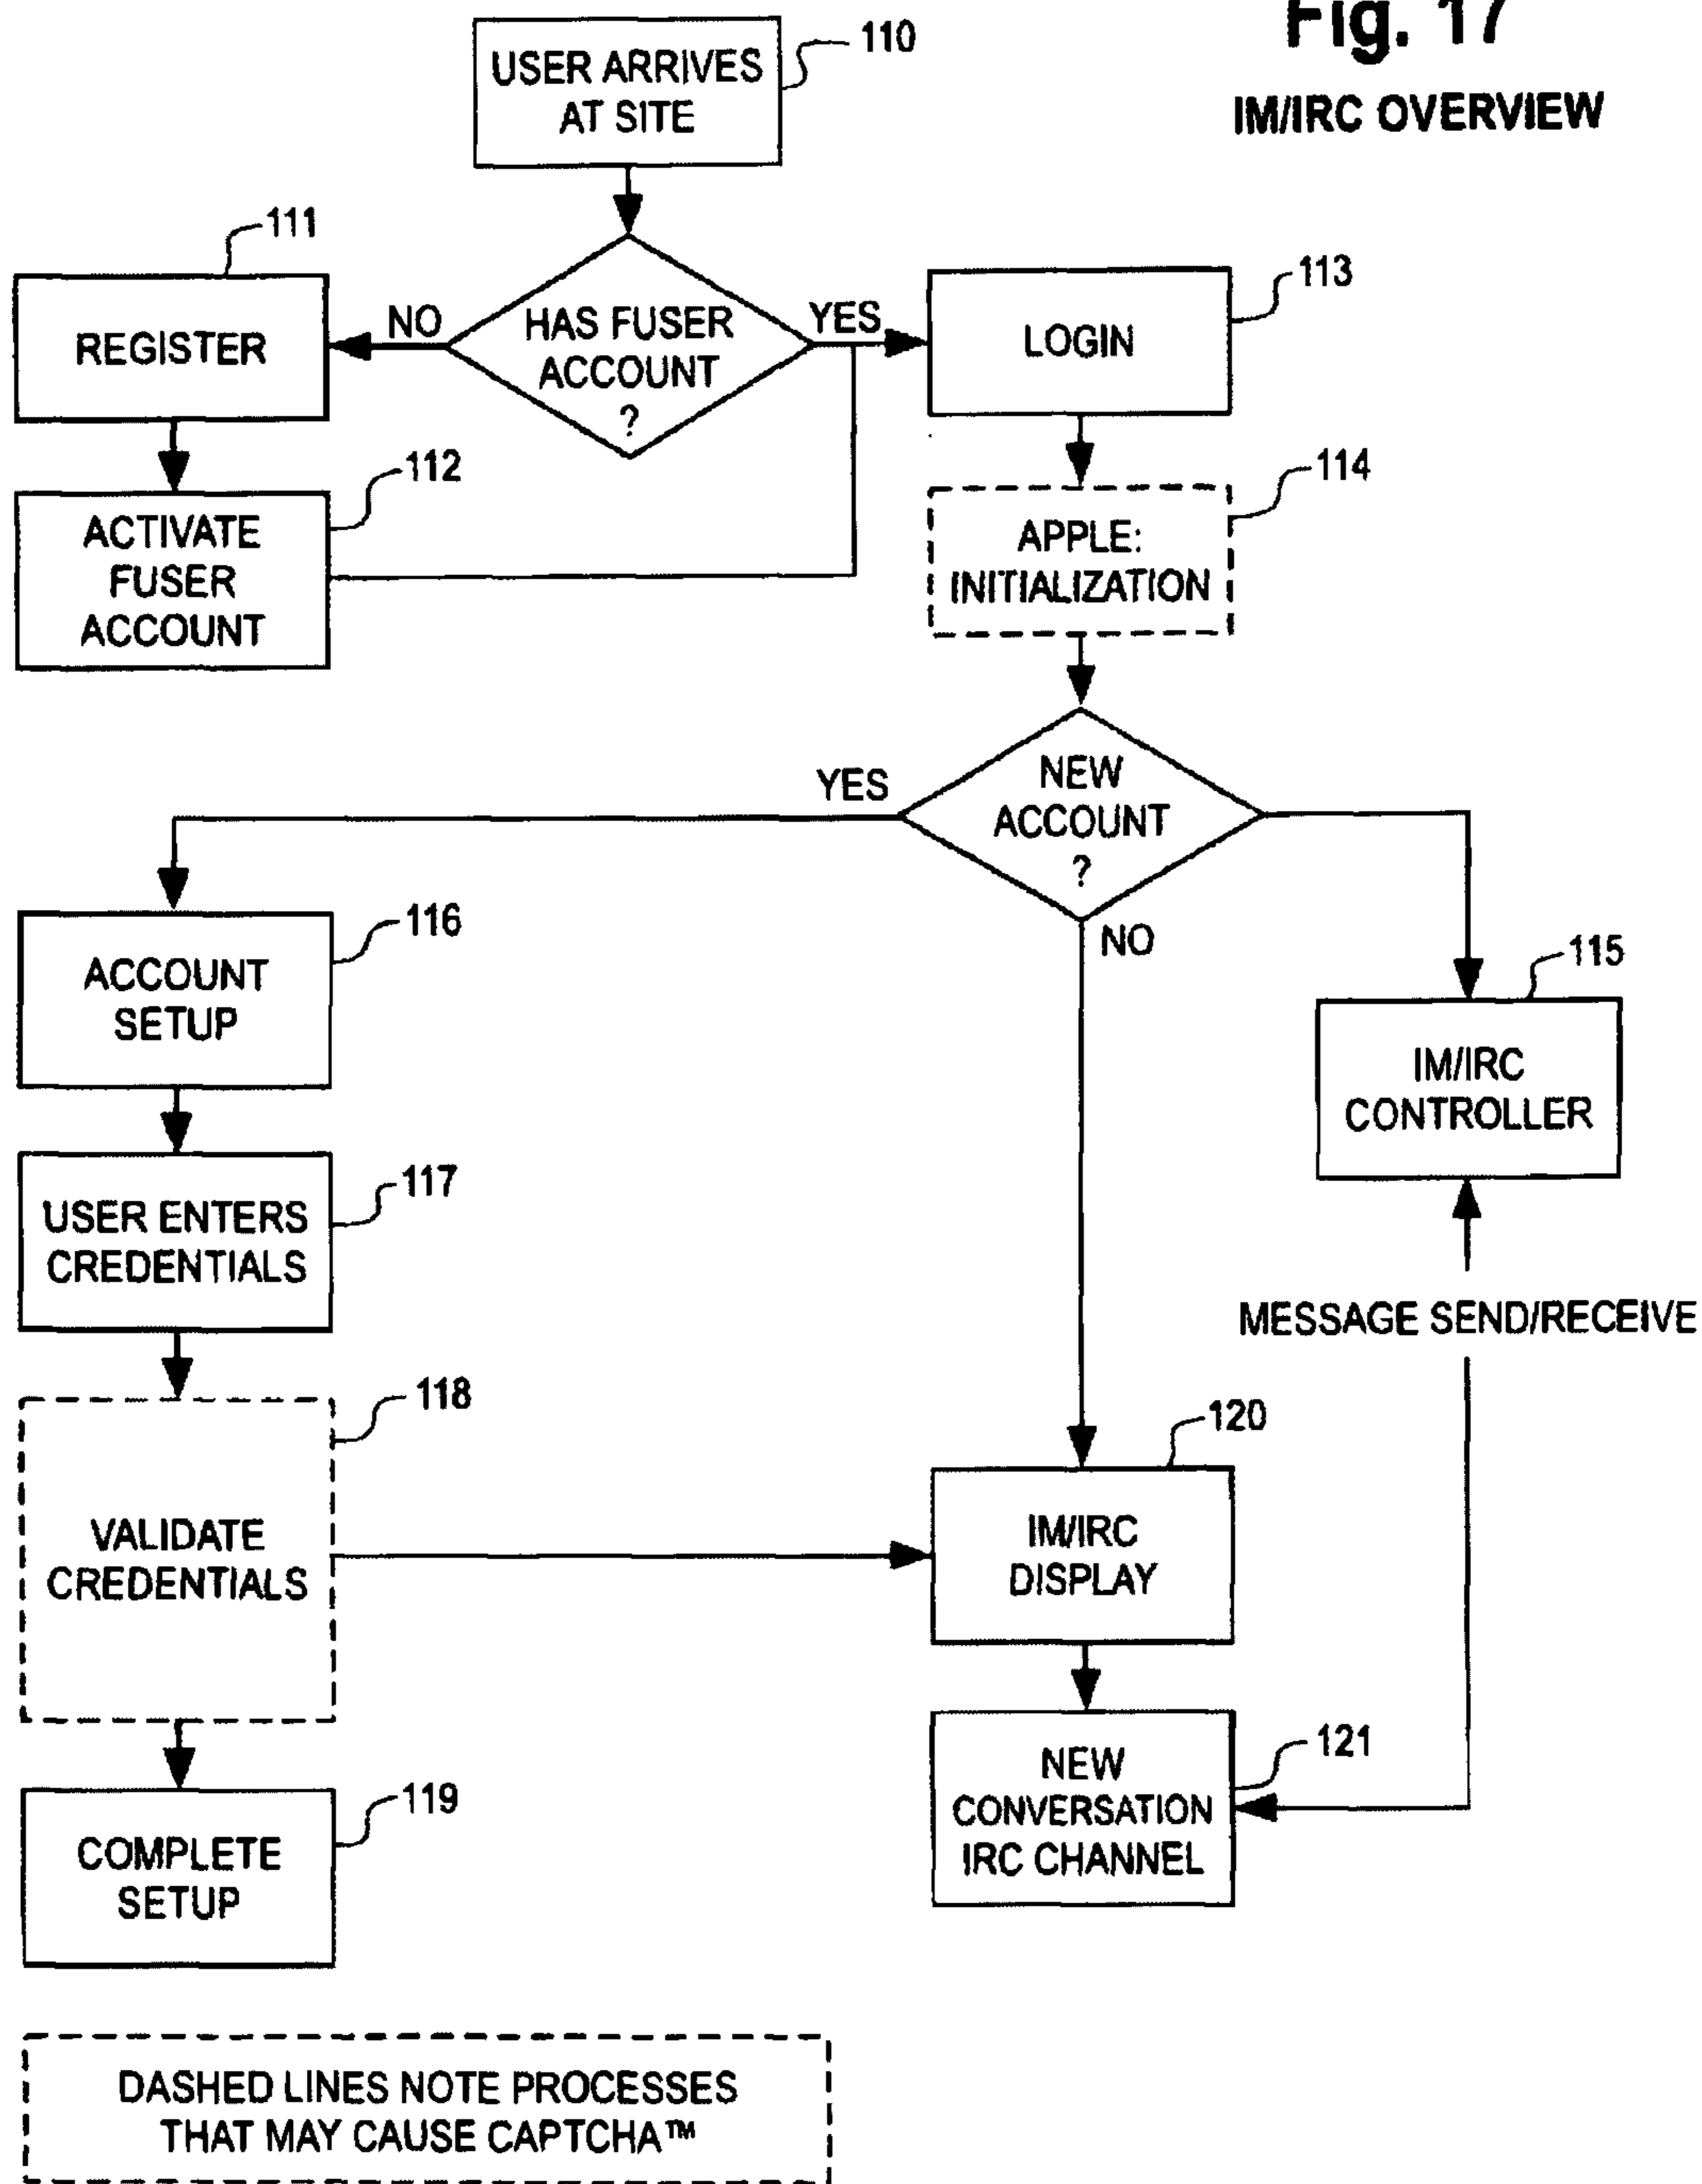 Fig. 17
IM/IRC OVERVIEW
110
USER ARRIVES
AT SITE
111
REGISTER
NO
HAS FUSER
ACCOUNT
?
YES
113
LOGIN
112
ACTIVATE
FUSER
ACCOUNT
114
APPLE:
INITIALIZATION
YES
NEW
ACCOUNT
?
NO
116
ACCOUNT
SETUP
115
IM/IRC
CONTROLLER
117
USER ENTERS
CREDENTIALS
MESSAGE SEND/RECEIVE
118
VALIDATE
CREDENTIALS
120
IM/IRC
DISPLAY
121
NEW
CONVERSATION
IRC CHANNEL
119
COMPLETE
SETUP
DASHED LINES NOTE PROCESSES
THAT MAY CAUSE CAPTCHA™